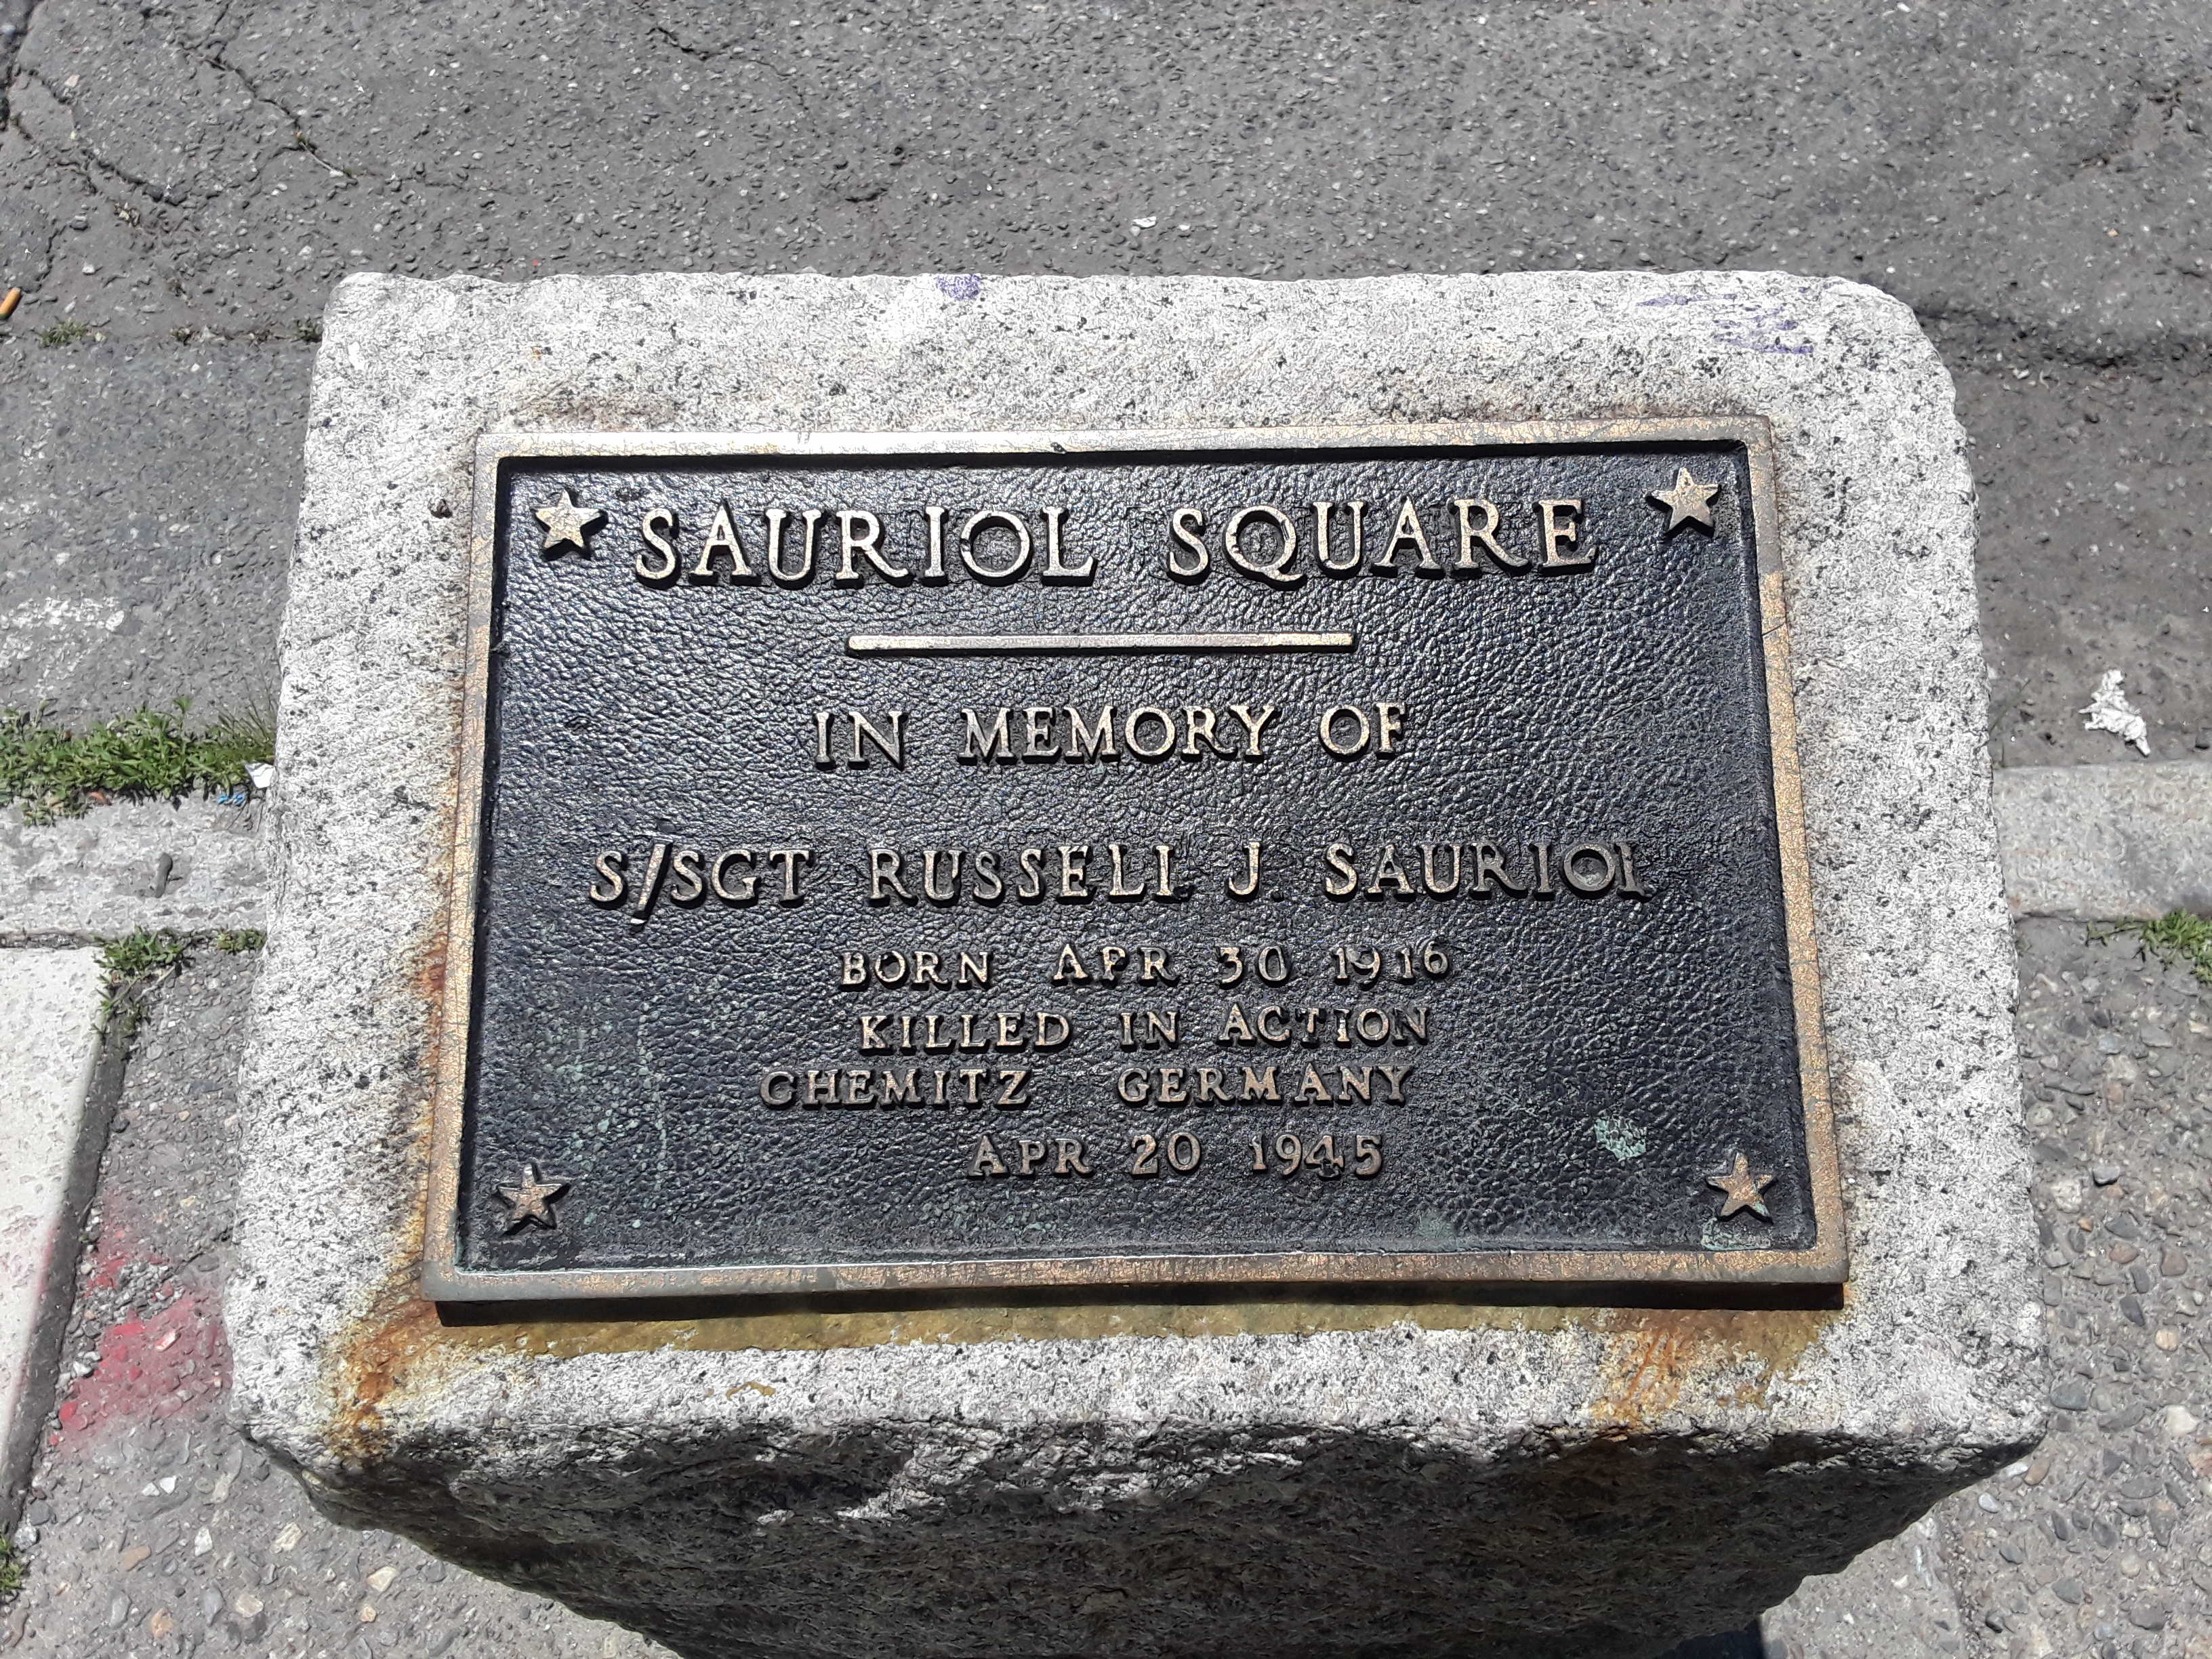 SAURIOL SQUARE
IN MEMORY OF
S/SGT RUSSELL J. SAURIOL
BORN APR 30 1916
KILLED IN ACTION
CHEMITZ GERMANY
APR 20 1945